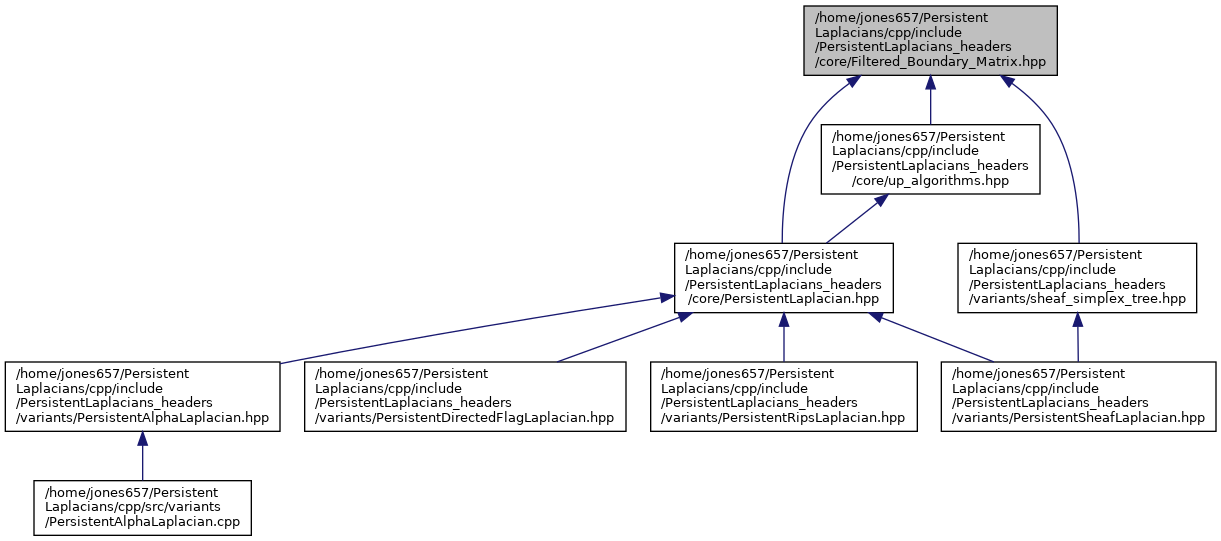 /home/jones657/Persistent
Laplacians/cpp/include
/PersistentLaplacians_headers
/core/Filtered_Boundary_Matrix.hpp
/home/jones657/Persistent
Laplacians/cpp/include
/PersistentLaplacians_headers
/core/up_algorithms.hpp
/home/jones657/Persistent
Laplacians/cpp/include
/PersistentLaplacians_headers
/core/PersistentLaplacian.hpp
/home/jones657/Persistent
Laplacians/cpp/include
/PersistentLaplacians_headers
/variants/sheaf_simplex_tree.hpp
/home/jones657/Persistent
Laplacians/cpp/include
/PersistentLaplacians_headers
/variants/PersistentAlphaLaplacian.hpp
/home/jones657/Persistent
Laplacians/cpp/include
/PersistentLaplacians_headers
/variants/PersistentDirectedFlagLaplacian.hpp
/home/jones657/Persistent
Laplacians/cpp/include
/PersistentLaplacians_headers
/variants/PersistentRipsLaplacian.hpp
/home/jones657/Persistent
Laplacians/cpp/include
/PersistentLaplacians_headers
/variants/PersistentSheafLaplacian.hpp
/home/jones657/Persistent
Laplacians/cpp/src/variants
/PersistentAlphaLaplacian.cpp